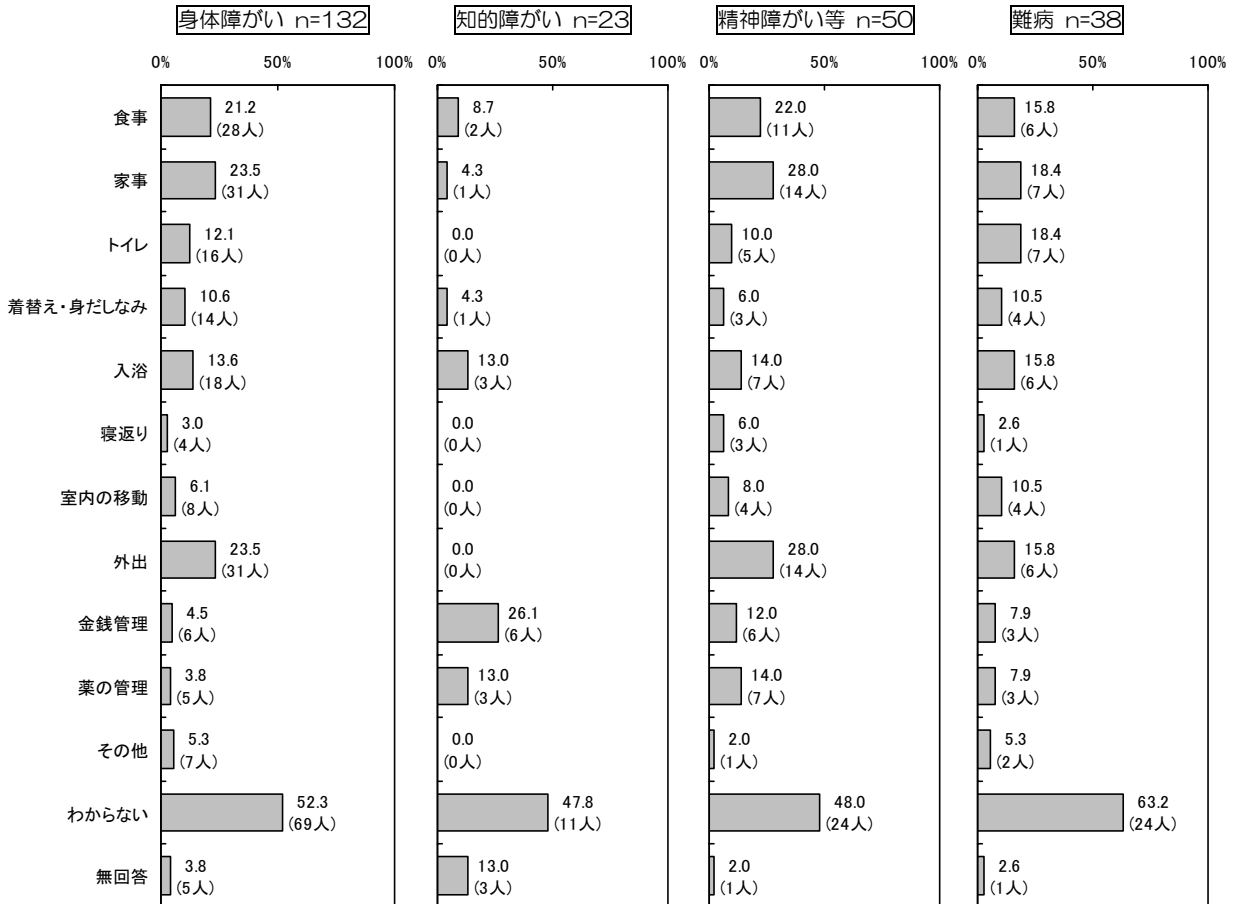 身体障がい n=132 知的障がい n=23 精神障がい等 n=50 難病 n=38
0% 50% 100% 0% 50% 100% 0% 50% 100% 0% 50% 100%
食事 21.2 8.7 22.0 15.8
(28人) (2人) (11人) (6人)
家事 23.5 4.3 28.0 18.4
(31人) (1人) (14人) (7人)
トイレ 12.1 0.0 10.0 18.4
(16人) (0人) (5人) (7人)
着替え・身だしなみ 10.6 4.3 6.0 10.5
(14人) (1人) (3人) (4人)
入浴 13.6 13.0 14.0 15.8
(18人) (3人) (7人) (6人)
寝返り 3.0 0.0 6.0 2.6
(4人) (0人) (3人) (1人)
室内の移動 6.1 0.0 8.0 10.5
(8人) (0人) (4人) (4人)
外出 23.5 0.0 28.0 15.8
(31人) (0人) (14人) (6人)
金銭管理 4.5 26.1 12.0 7.9
(6人) (6人) (6人) (3人)
薬の管理 3.8 13.0 14.0 7.9
(5人) (3人) (7人) (3人)
その他 5.3 0.0 2.0 5.3
(7人) (0人) (1人) (2人)
わからない 52.3 47.8 48.0 63.2
(69人) (11人) (24人) (24人)
無回答 3.8 13.0 2.0 2.6
(5人) (3人) (1人) (1人)